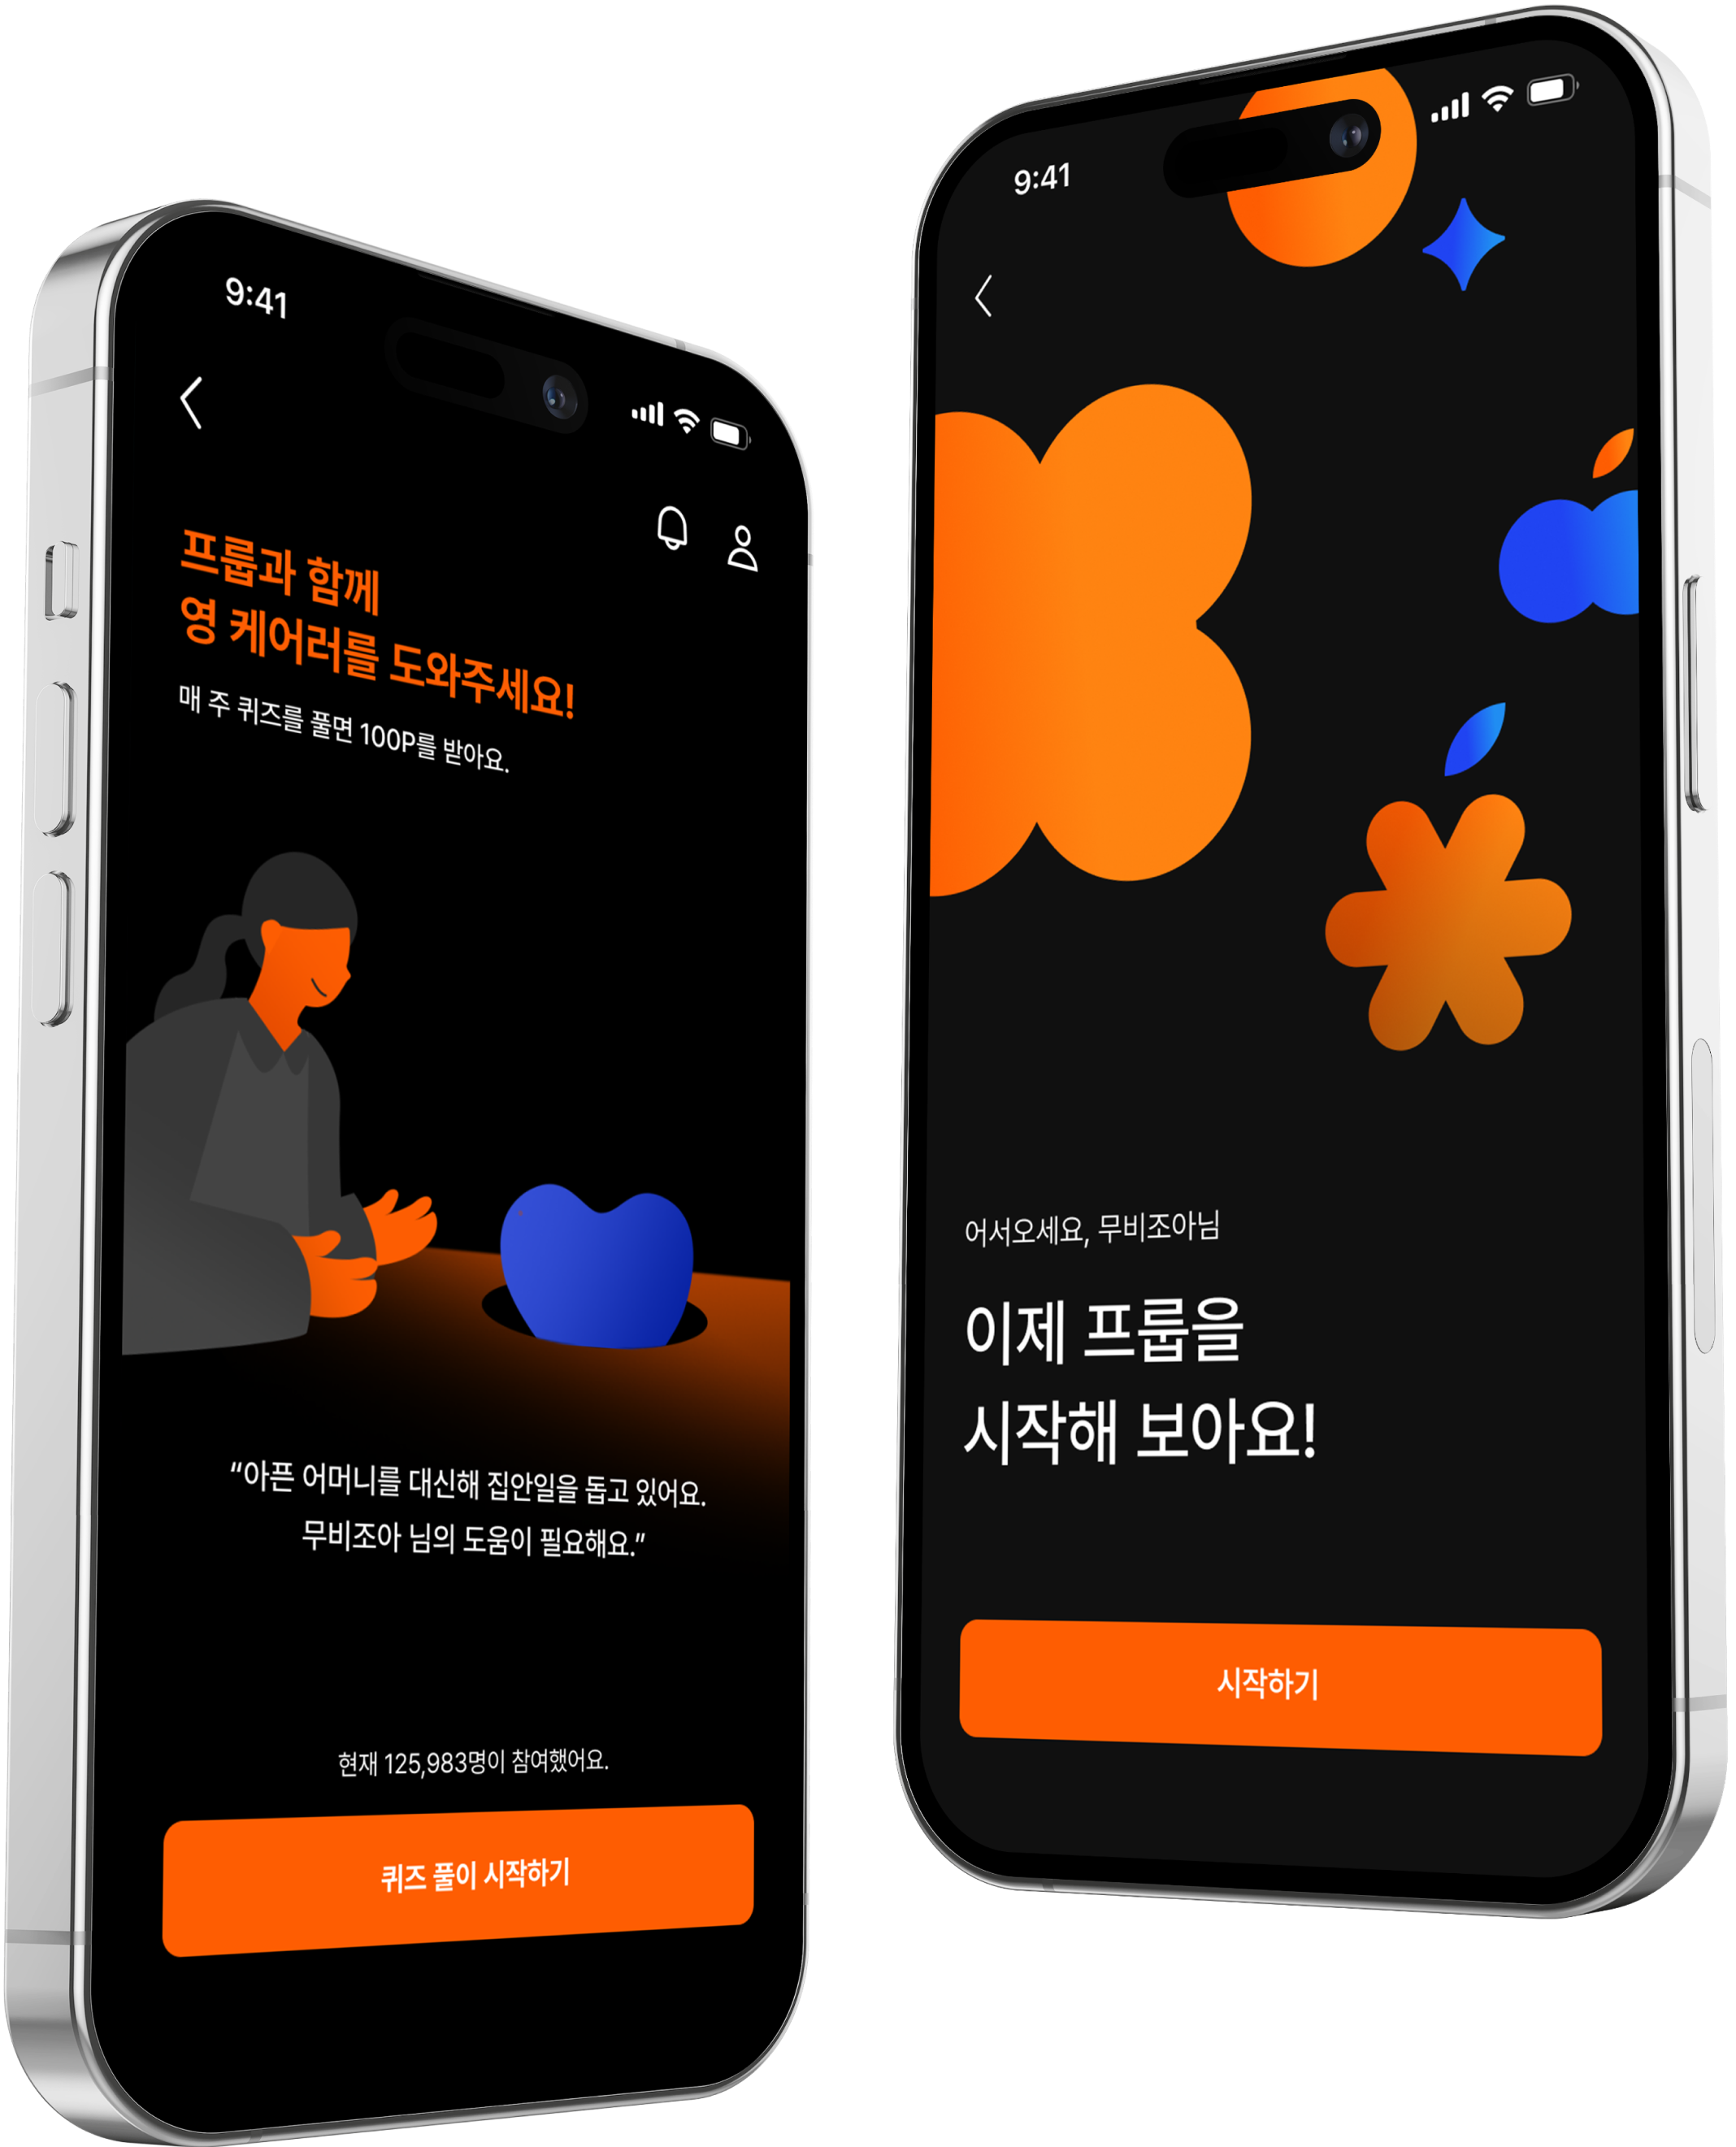 9:41
프룹과 함께
영 케어러를 도와주세요!
매 주 퀴즈를 풀면 100P를 받아요.
“아픈 어머니를 대신해 집안일을 돕고 있어요.
무비조아 님의 도움이 필요해요.”
현재 125,983명이 참여했어요.
퀴즈 풀이 시작하기
9:41
어서오세요, 무비조아님
이제 프룹을
시작해 보아요!
시작하기